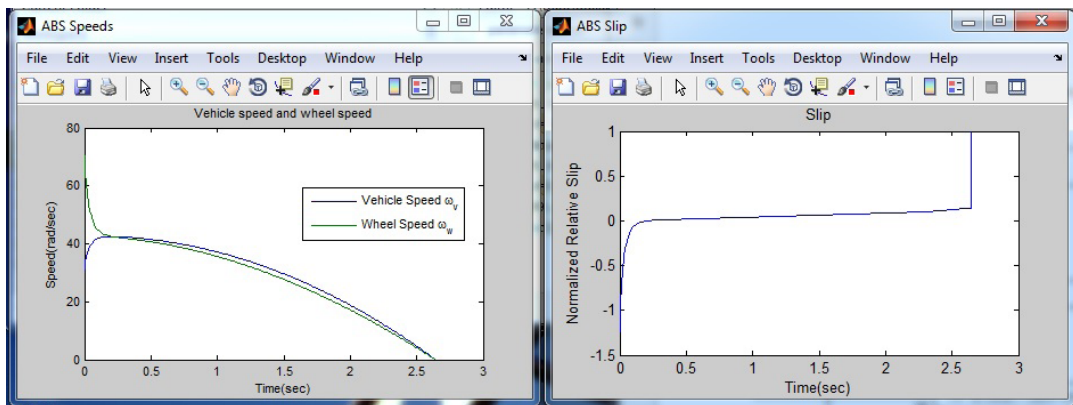 ABS Speeds
File Edit View Insert Tools Desktop Window Help
Vehicle speed and wheel speed
80
60
40
20
0
Speed(rad/sec)
Vehicle Speed ωv
Wheel Speed ωw
0 0.5 1 1.5 2 2.5 3
Time(sec)
ABS Slip
File Edit View Insert Tools Desktop Window Help
Slip
1
0.5
0
-0.5
-1
-1.5
Normalized Relative Slip
0 0.5 1 1.5 2 2.5 3
Time(sec)